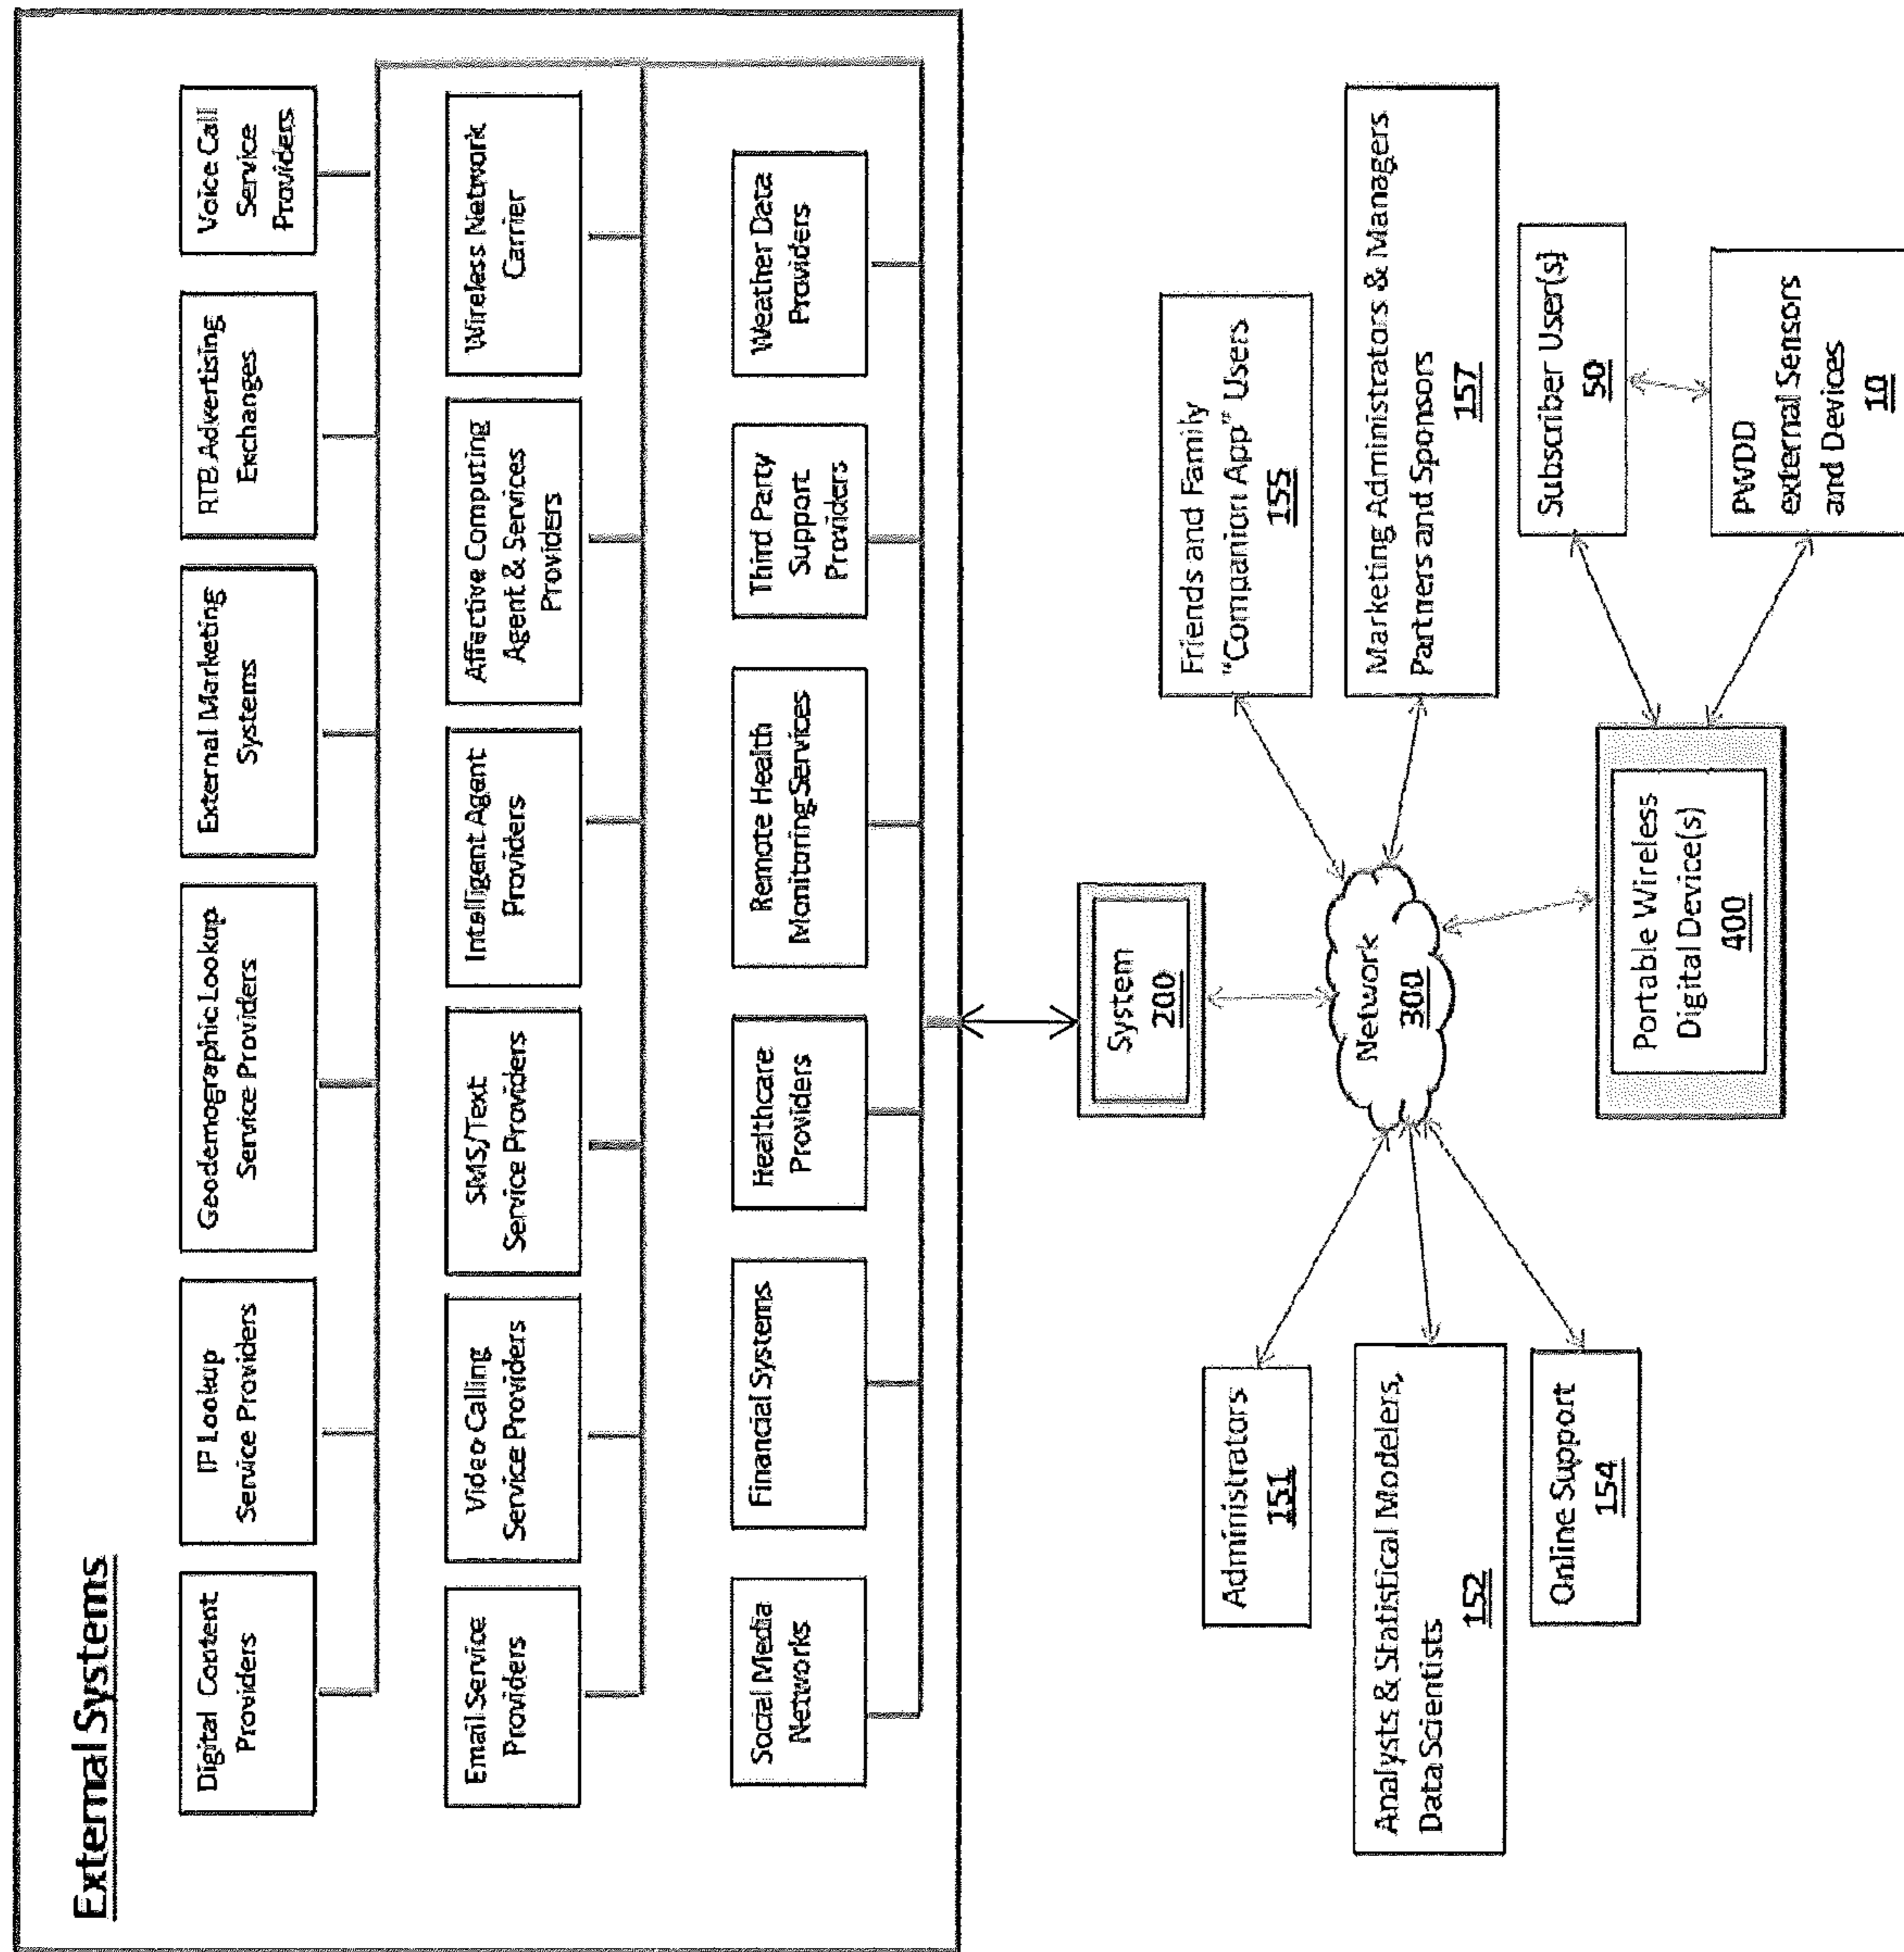 External Systems
Digital Content
Providers
IP Lookup
Service Providers
Geodemographic Lookup
Service Providers
External Marketing
Systems
RTB Advertising
Exchanges
Voice Call
Service
Providers
Email Service
Providers
Video Calling
Service Providers
SMS/Text
Service Providers
Intelligent Agent
Providers
Affective Computing
Agent & Services
Providers
Wireless Network
Carrier
Social Media
Networks
Financial Systems
Healthcare
Providers
Remote Health
Monitoring Services
Third Party
Support
Providers
Weather Data
Providers
System
200
Network
300
Administrators
151
Analysts & Statistical Modelers,
Data Scientists
152
Online Support
154
Friends and Family
"Companion App" Users
155
Marketing Administrators & Managers
Partners and Sponsors
157
Portable Wireless
Digital Device(s)
400
Subscriber User(s)
50
PWDD
external Sensors
and Devices
10